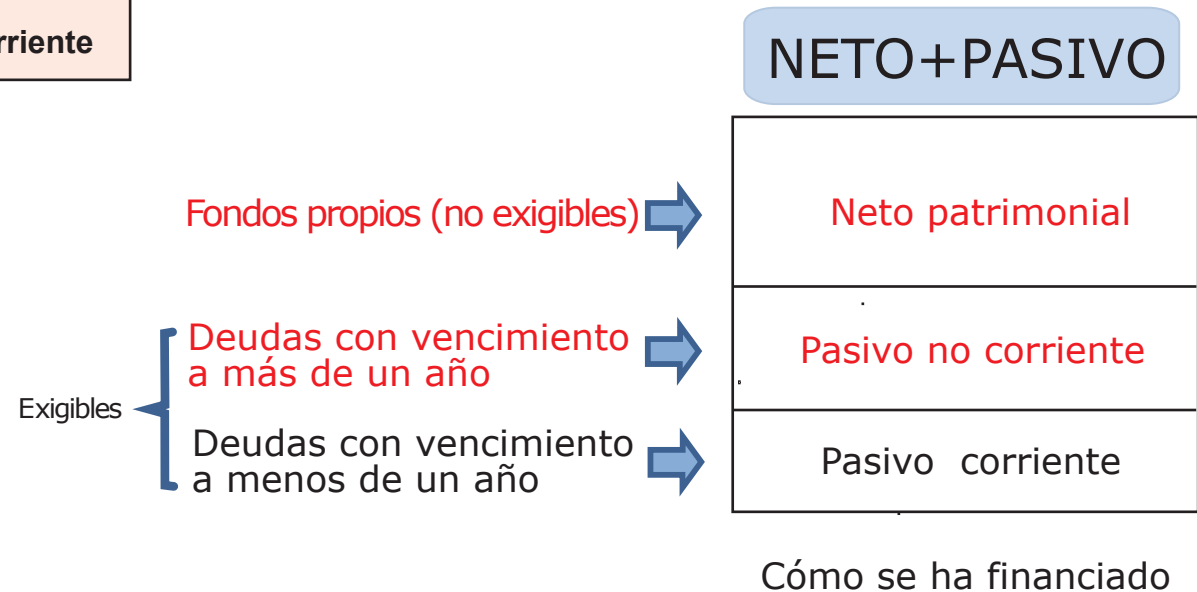 NETO+PASIVO
Fondos propios (no exigibles)
Neto patrimonial
Deudas con vencimiento
a más de un año
Pasivo no corriente
Exigibles
Deudas con vencimiento
a menos de un año
Pasivo corriente
Cómo se ha financiado